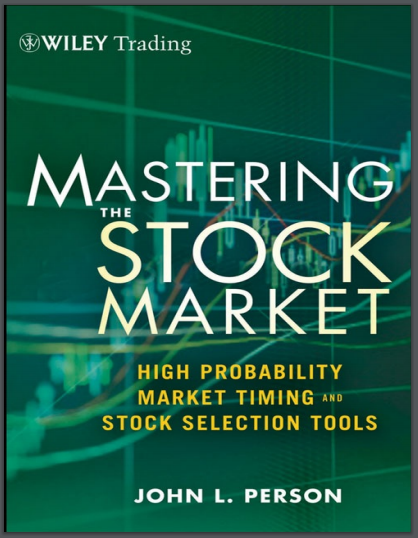 WILEY Trading
MASTERING
THE
STOCK
MARKET
HIGH PROBABILITY
MARKET TIMING AND
STOCK SELECTION TOOLS
JOHN L. PERSON